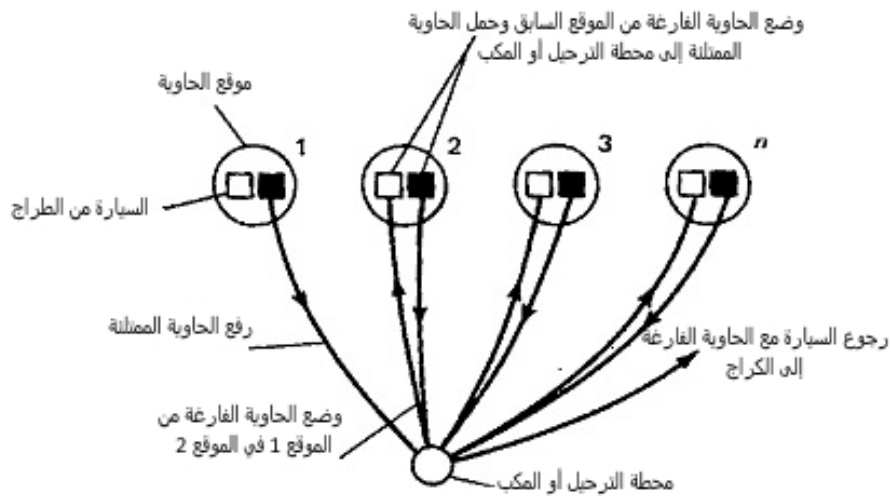 وضع الحاوية الفارغة من الموقع السابق وحمل الحاوية
الممتلئة إلى محطة الترحيل أو المكب
موقع الحاوية
1
2
3
n
السيارة من الطراج
رفع الحاوية الممتلئة
رجوع السيارة مع الحاوية الفارغة
إلى الكراج
وضع الحاوية الفارغة من
الموقع 1 في الموقع 2
محطة الترحيل أو المكب